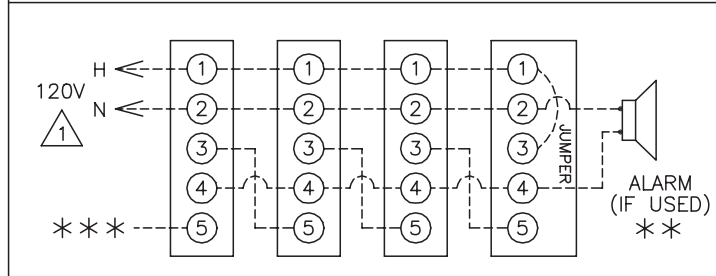 H 1 1 1 1
120V
N 2 2 2 2
1
3 3 3 3
JUMPER
4 4 4 4
ALARM
(IF USED)
*** 5 5 5 5
**